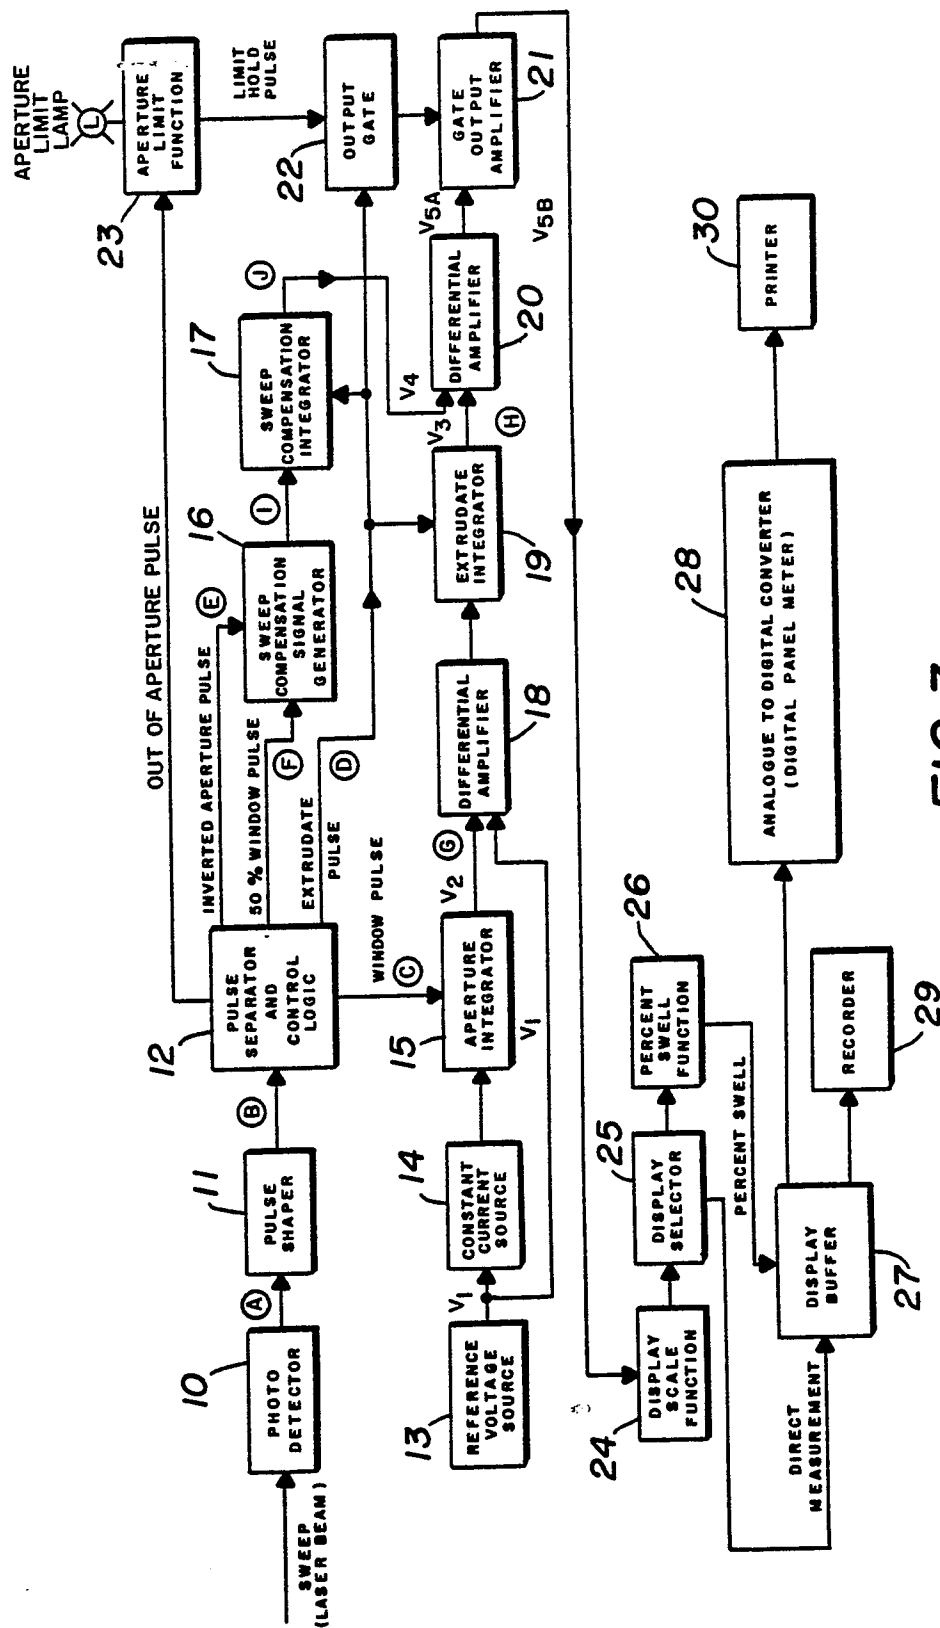 APERTURE
LIMIT
LAMP
L
APERTURE
LIMIT
FUNCTION
23
LIMIT
HOLD
PULSE
OUTPUT
GATE
22
GATE
OUTPUT
AMPLIFIER
21
OUT OF APERTURE PULSE
INVERTED APERTURE PULSE
E
50 % WINDOW PULSE
F
EXTRUDATE
PULSE
D
WINDOW PULSE
C
SWEEP
(LASER BEAM)
PHOTO
DETECTOR
10
A
PULSE
SHAPER
11
B
PULSE
SEPARATOR
AND
CONTROL
LOGIC
12
SWEEP
COMPENSATION
SIGNAL
GENERATOR
16
I
SWEEP
COMPENSATION
INTEGRATOR
17
J
REFERENCE
VOLTAGE
SOURCE
13
V1
CONSTANT
CURRENT
SOURCE
14
APERTURE
INTEGRATOR
15
V1
V2
G
DIFFERENTIAL
AMPLIFIER
18
EXTRUDATE
INTEGRATOR
19
V3
V4
H
DIFFERENTIAL
AMPLIFIER
20
V5A
V5B
DISPLAY
SCALE
FUNCTION
24
DISPLAY
SELECTOR
25
PERCENT
SWELL
FUNCTION
26
PERCENT SWELL
DIRECT
MEASUREMENT
DISPLAY
BUFFER
27
RECORDER
29
ANALOGUE TO DIGITAL CONVERTER
(DIGITAL PANEL METER)
28
PRINTER
30